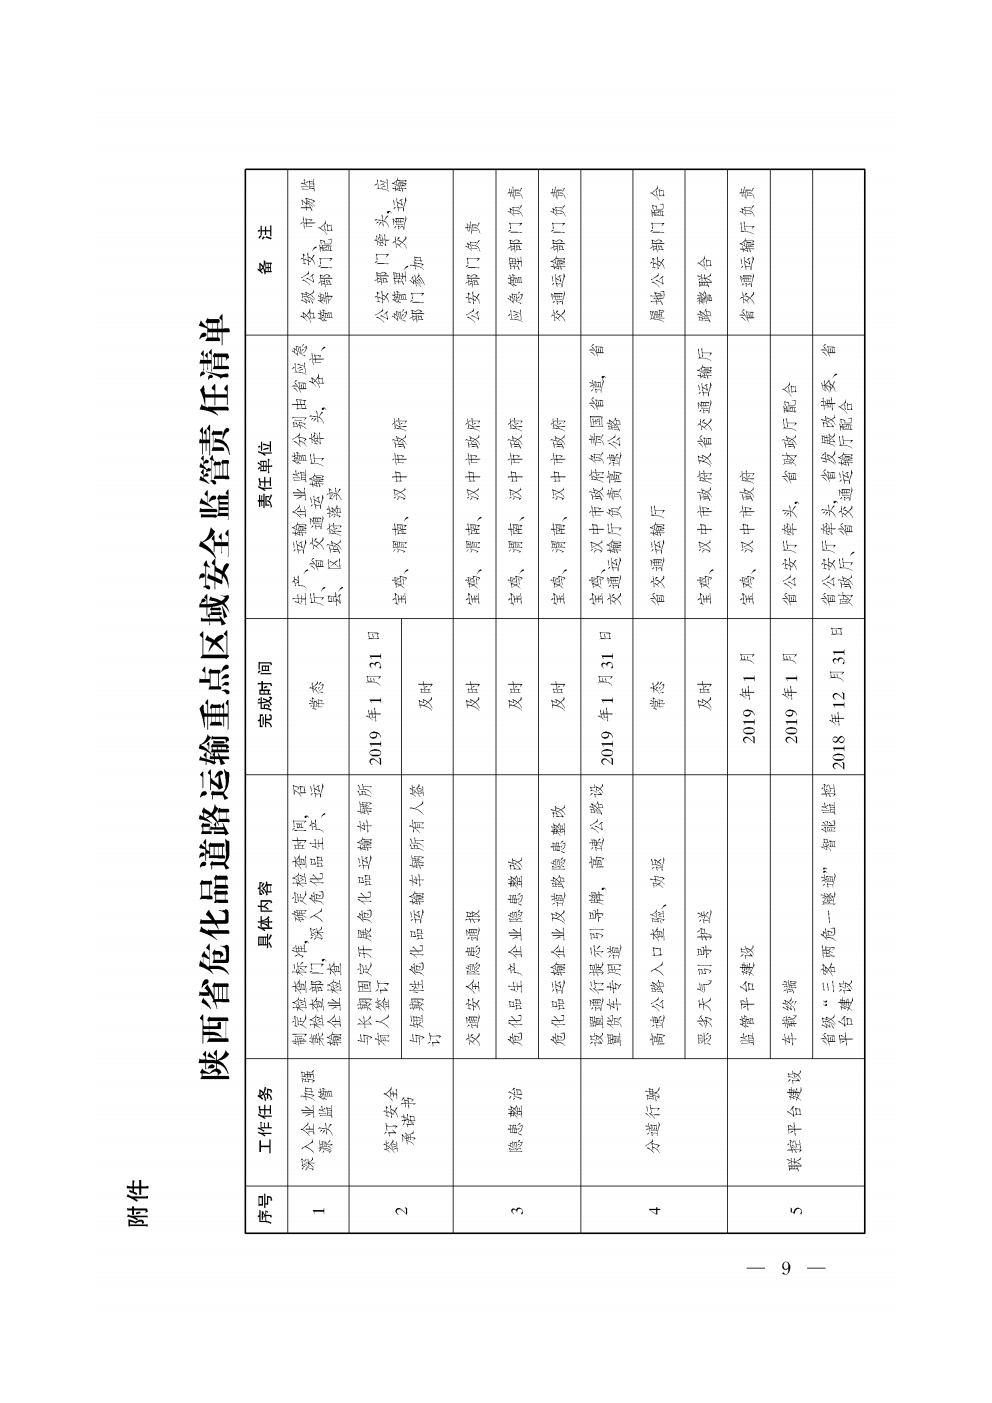 附件
陕西省危化品道路运输重点区域安全监管责任清单
序号 工作任务 具体内容 完成时间 责任单位 备 注
1
深入企业加强
源头监管
制定检查标准，确定检查时间，召
集检查部门，深入危化品生产、运
输企业检查
常态
生产、运输企业监管分别由省应急
厅、省交通运输厅牵头，各市、
县、区政府落实
各级公安、市场监
管等部门配合
2
签订安全
承诺书
与长期固定开展危化品运输车辆所
有人签订
2019 年1 月 31 日
宝鸡、渭南、汉中市政府
公安部门牵头，应
急管理、交通运输
部门参加
与短期性危化品运输车辆所有人签
订
及时
3
隐患整治
交通安全隐患通报
及时
宝鸡、渭南、汉中市政府
公安部门负责
危化品生产企业隐患整改
及时
宝鸡、渭南、汉中市政府
应急管理部门负责
危化品运输企业及道路隐患整改
及时
宝鸡、渭南、汉中市政府
交通运输部门负责
4
分道行驶
设置通行提示引导牌，高速公路设
置货车专用道
2019 年1 月 31 日
宝鸡、汉中市政府负责国省道，省
交通运输厅负责高速公路
高速公路入口查验、劝返
常态
省交通运输厅
属地公安部门配合
恶劣天气引导护送
及时
宝鸡、汉中市政府及省交通运输厅
路警联合
5
联控平台建设
监管平台建设
2019 年1 月
宝鸡、汉中市政府
省交通运输厅负责
车载终端
2019 年1 月
省公安厅牵头，省财政厅配合
省级“三客两危一隧道”智能监控
平台建设
2018 年12 月31 日
省公安厅牵头，省发展改革委、省
财政厅、省交通运输厅配合
— 9 —